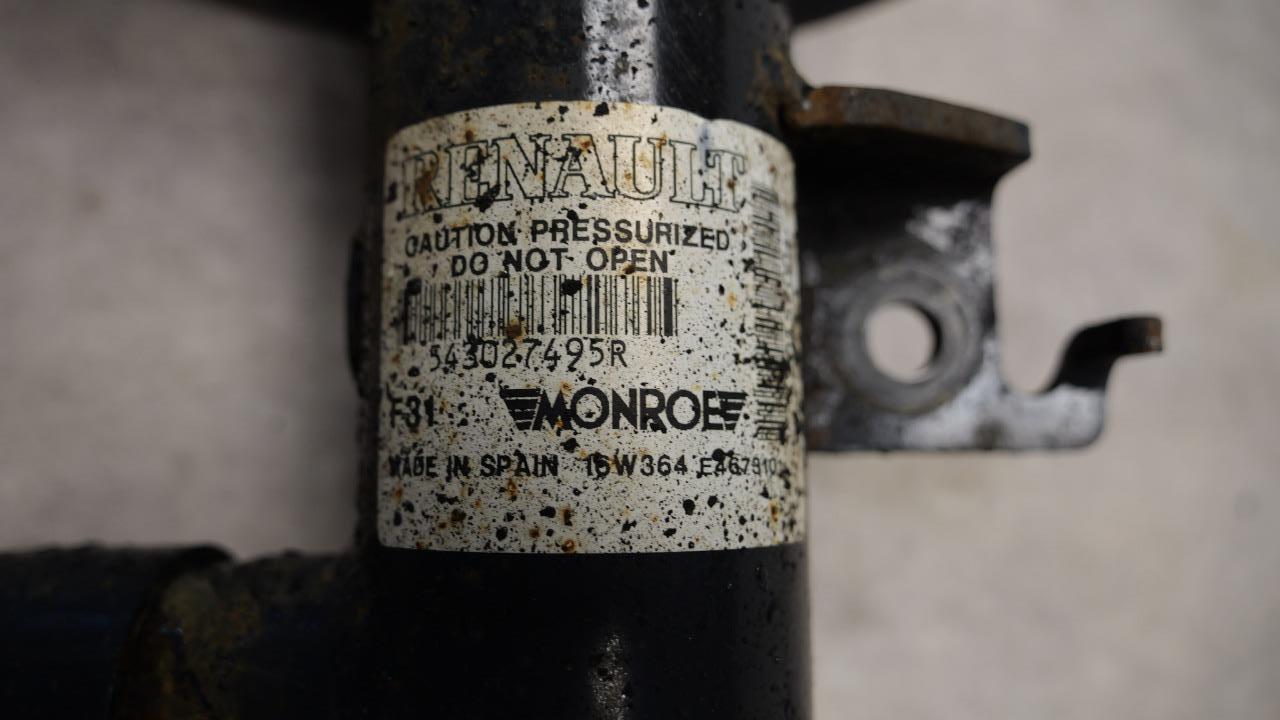 RENAULT
CAUTION PRESSURIZED
DO NOT OPEN
543027495R
F31 MONROE
MADE IN SPAIN 15W364